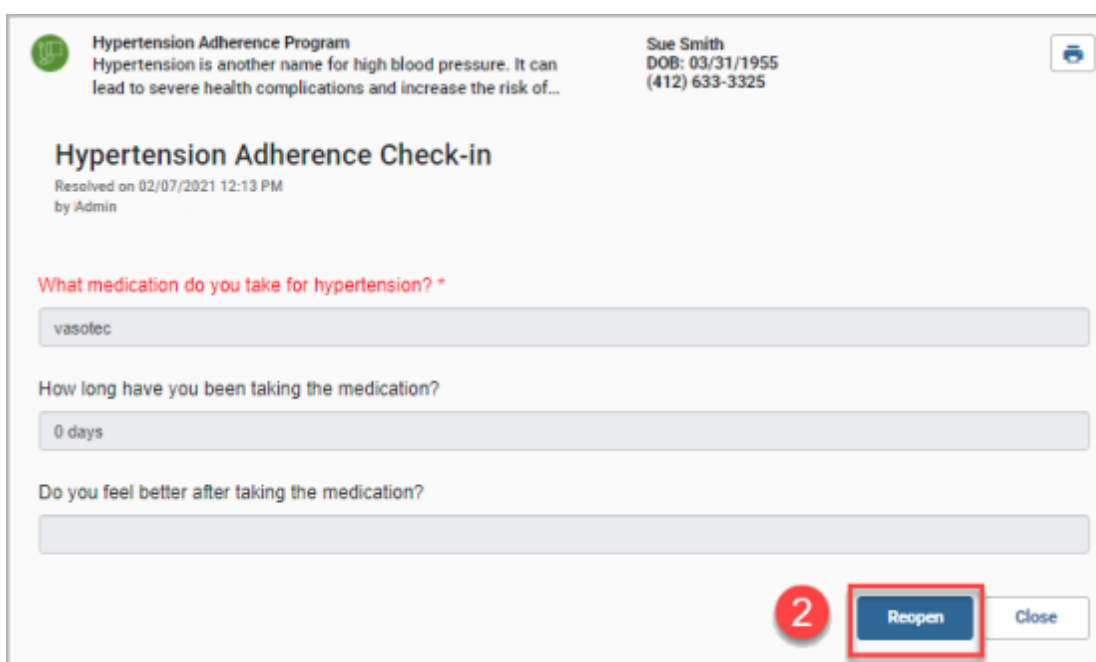 Hypertension Adherence Program
Hypertension is another name for high blood pressure. It can
lead to severe health complications and increase the risk of...
Sue Smith
DOB: 03/31/1955
(412) 633-3325
Hypertension Adherence Check-in
Resolved on 02/07/2021 12:13 PM
by Admin
What medication do you take for hypertension? *
vasotec
How long have you been taking the medication?
0 days
Do you feel better after taking the medication?
2
Reopen
Close